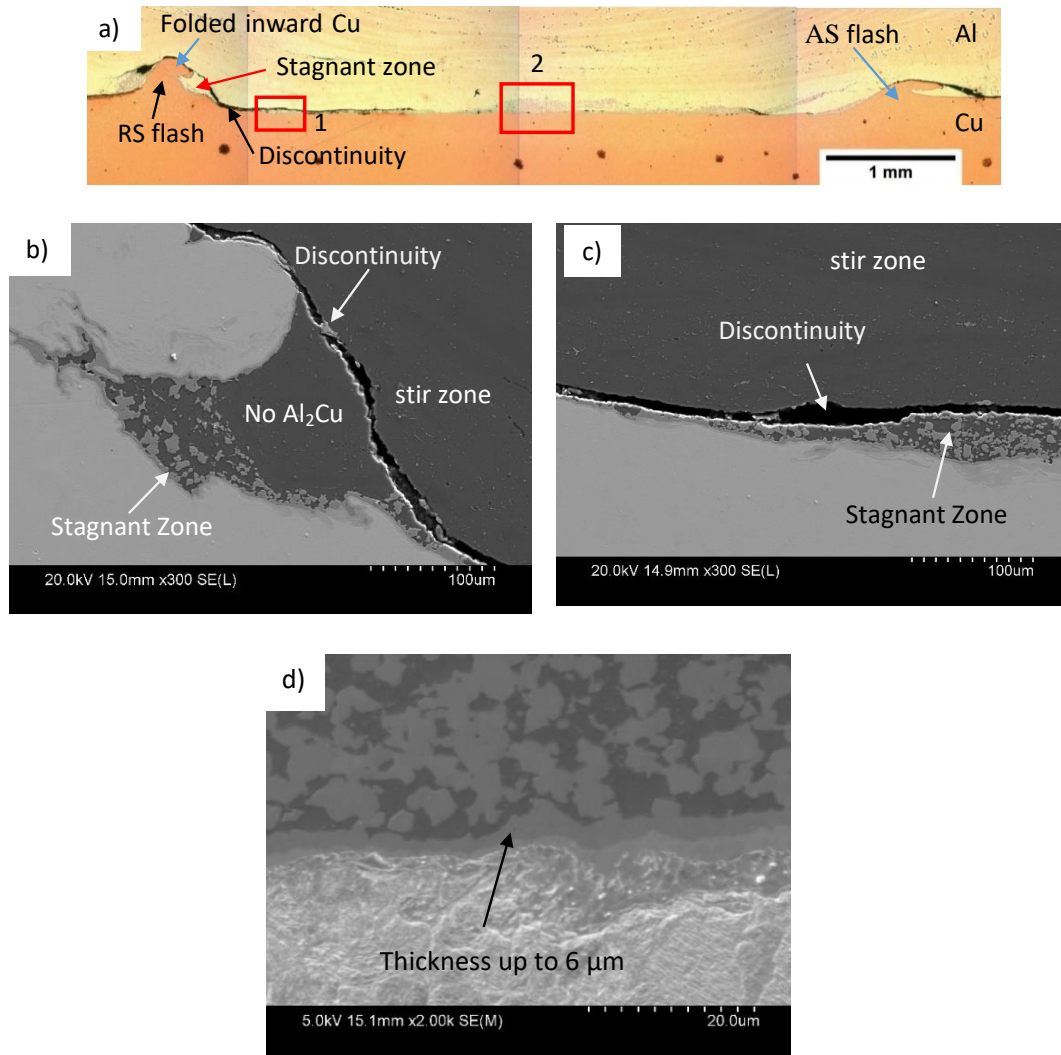 a)
Folded inward Cu
Stagnant zone
RS flash
Discontinuity
1
2
AS flash
Al
Cu
1 mm
b)
Discontinuity
stir zone
No Al₂Cu
Stagnant Zone
20.0kV 15.0mm x300 SE(L)
100um
c)
stir zone
Discontinuity
Stagnant Zone
20.0kV 14.9mm x300 SE(L)
100um
d)
Thickness up to 6 μm
5.0kV 15.1mm x2.00k SE(M)
20.0um